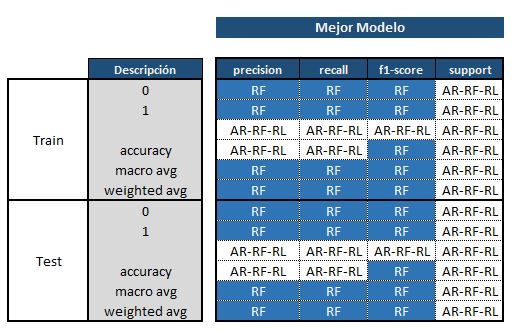 Mejor Modelo
Descripción precision recall f1-score support
Train
0 RF RF RF AR-RF-RL
1 RF RF RF AR-RF-RL
AR-RF-RL AR-RF-RL AR-RF-RL AR-RF-RL
accuracy AR-RF-RL AR-RF-RL RF AR-RF-RL
macro avg RF RF RF AR-RF-RL
weighted avg RF RF RF AR-RF-RL
Test
0 RF RF RF AR-RF-RL
1 RF RF RF AR-RF-RL
AR-RF-RL AR-RF-RL AR-RF-RL AR-RF-RL
accuracy AR-RF-RL AR-RF-RL RF AR-RF-RL
macro avg RF RF RF AR-RF-RL
weighted avg RF RF RF AR-RF-RL